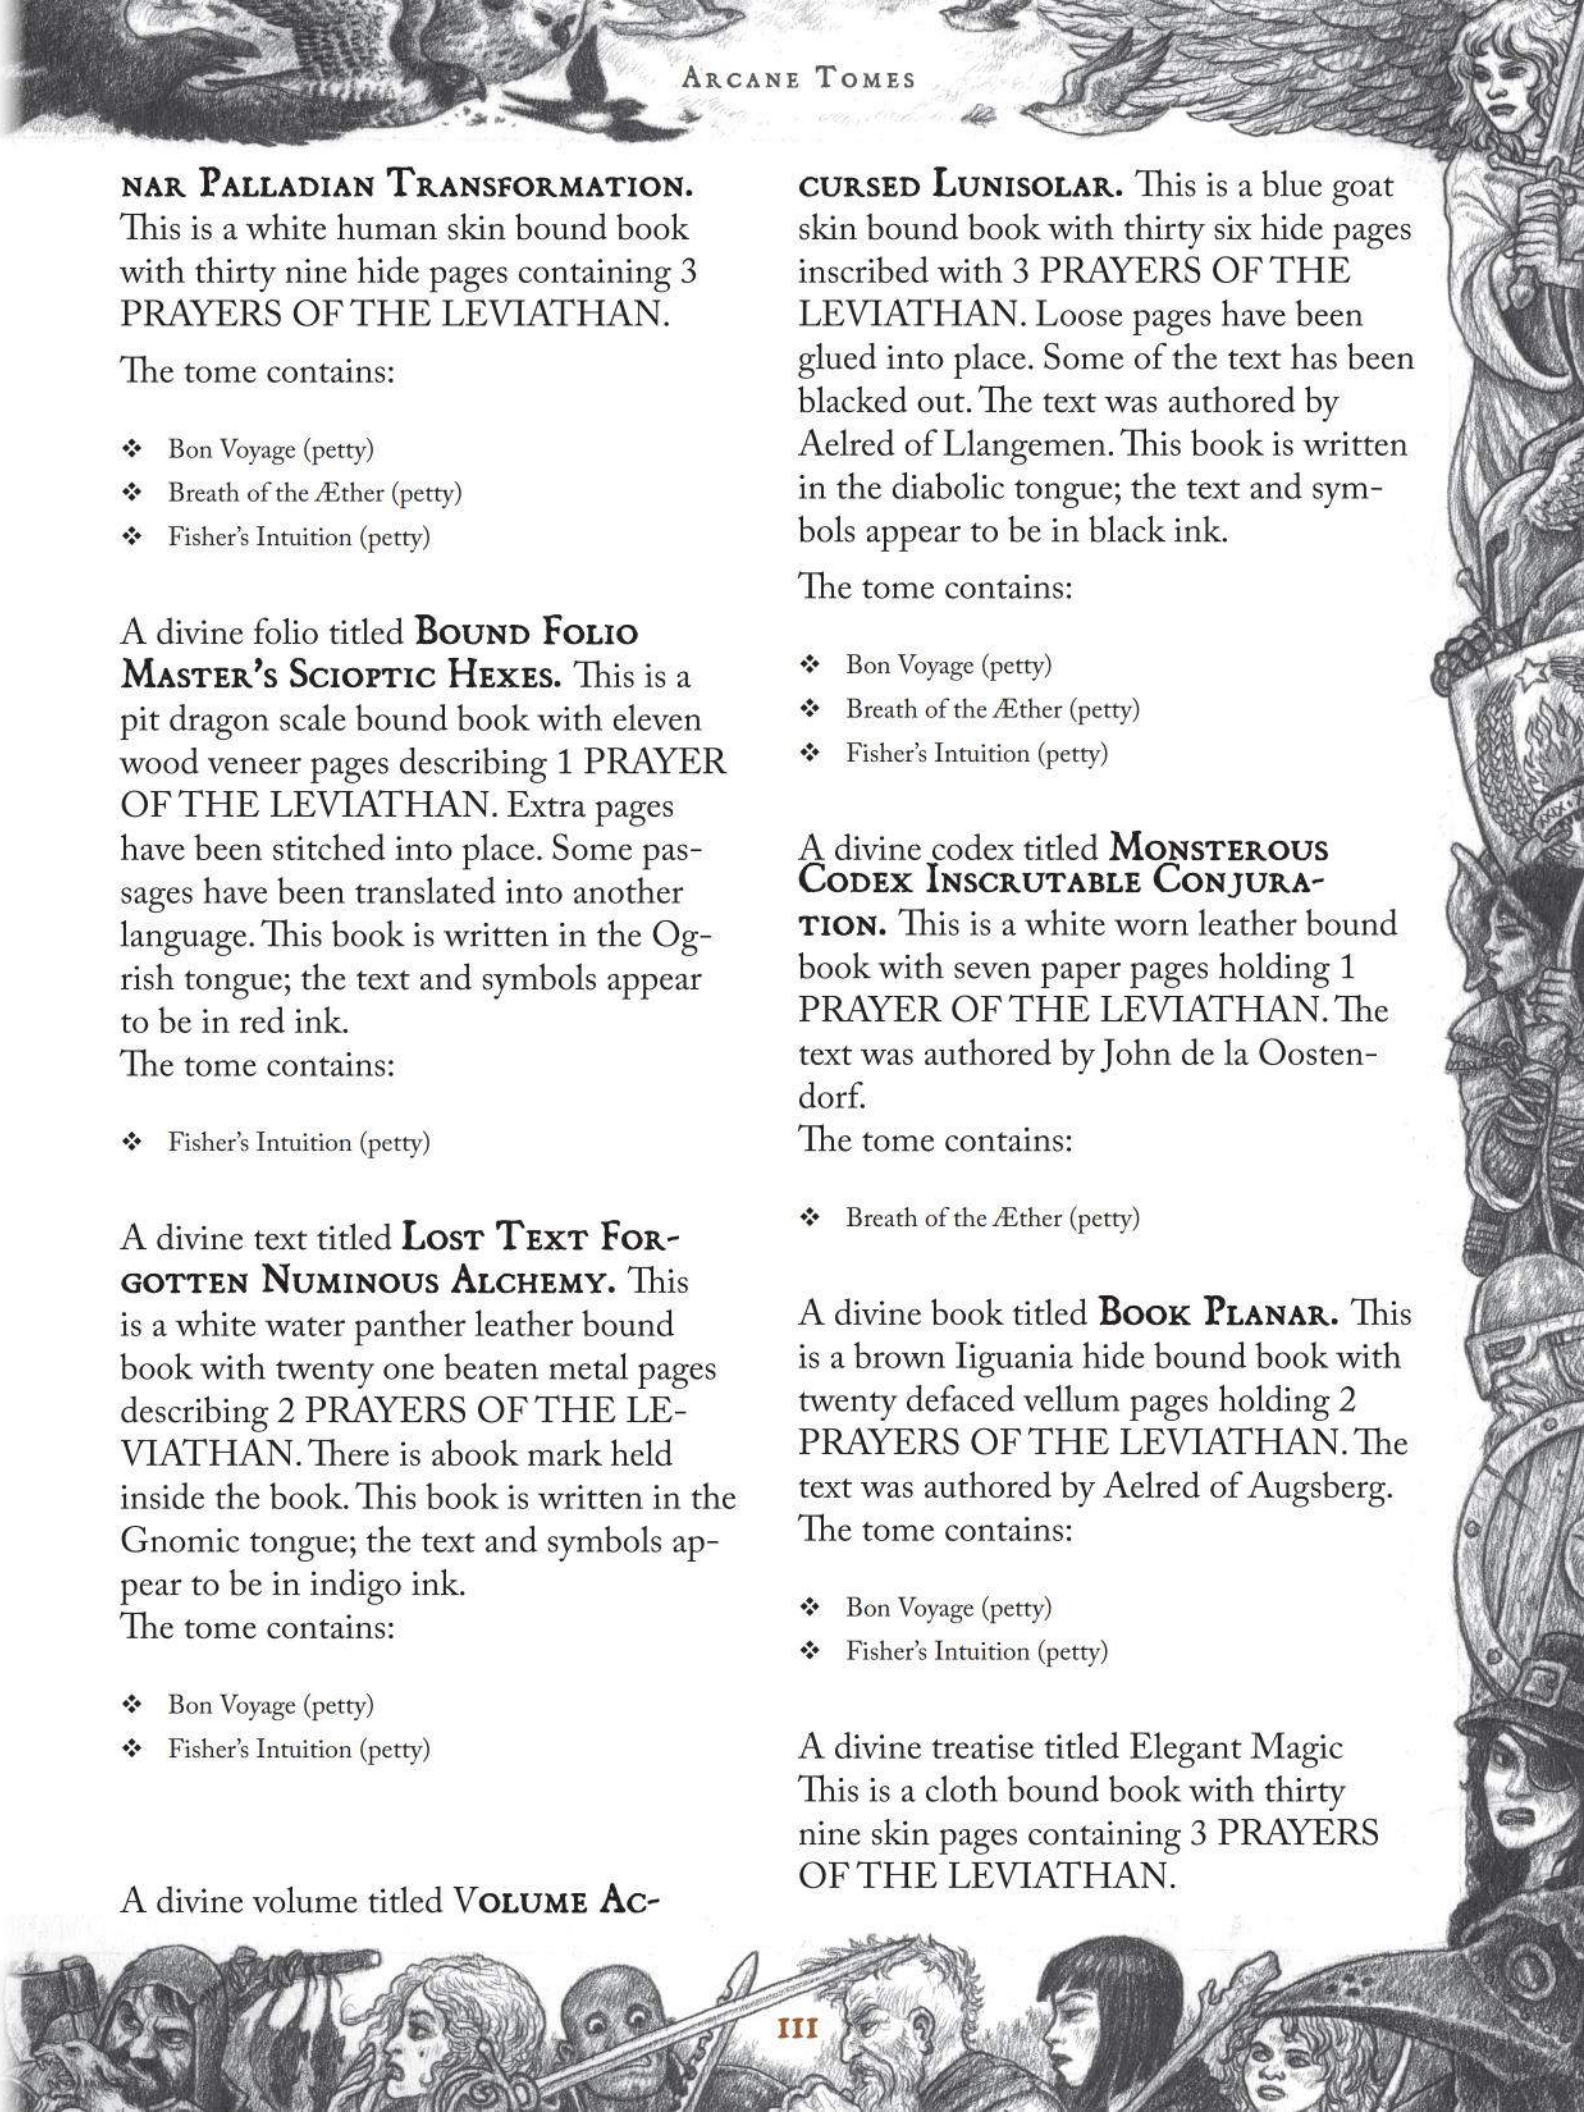 Arcane Tomes
nar Palladian Transformation.
This is a white human skin bound book
with thirty nine hide pages containing 3
PRAYERS OF THE LEVIATHAN.
The tome contains:
❖ Bon Voyage (petty)
❖ Breath of the Æther (petty)
❖ Fisher's Intuition (petty)
A divine folio titled Bound Folio
Master's Scioptic Hexes. This is a
pit dragon scale bound book with eleven
wood veneer pages describing 1 PRAYER
OF THE LEVIATHAN. Extra pages
have been stitched into place. Some pas-
sages have been translated into another
language. This book is written in the Og-
rish tongue; the text and symbols appear
to be in red ink.
The tome contains:
❖ Fisher's Intuition (petty)
A divine text titled Lost Text For-
gotten Numinous Alchemy. This
is a white water panther leather bound
book with twenty one beaten metal pages
describing 2 PRAYERS OF THE LE-
VIATHAN. There is abook mark held
inside the book. This book is written in the
Gnomic tongue; the text and symbols ap-
pear to be in indigo ink.
The tome contains:
❖ Bon Voyage (petty)
❖ Fisher's Intuition (petty)
A divine volume titled Volume Ac-
cursed Lunisolar. This is a blue goat
skin bound book with thirty six hide pages
inscribed with 3 PRAYERS OF THE
LEVIATHAN. Loose pages have been
glued into place. Some of the text has been
blacked out. The text was authored by
Aelred of Llangemen. This book is written
in the diabolic tongue; the text and sym-
bols appear to be in black ink.
The tome contains:
❖ Bon Voyage (petty)
❖ Breath of the Æther (petty)
❖ Fisher's Intuition (petty)
A divine codex titled Monsterous
Codex Inscrutable Conjura-
tion. This is a white worn leather bound
book with seven paper pages holding 1
PRAYER OF THE LEVIATHAN. The
text was authored by John de la Oosten-
dorf.
The tome contains:
❖ Breath of the Æther (petty)
A divine book titled Book Planar. This
is a brown Iiguania hide bound book with
twenty defaced vellum pages holding 2
PRAYERS OF THE LEVIATHAN. The
text was authored by Aelred of Augsberg.
The tome contains:
❖ Bon Voyage (petty)
❖ Fisher's Intuition (petty)
A divine treatise titled Elegant Magic
This is a cloth bound book with thirty
nine skin pages containing 3 PRAYERS
OF THE LEVIATHAN.
111